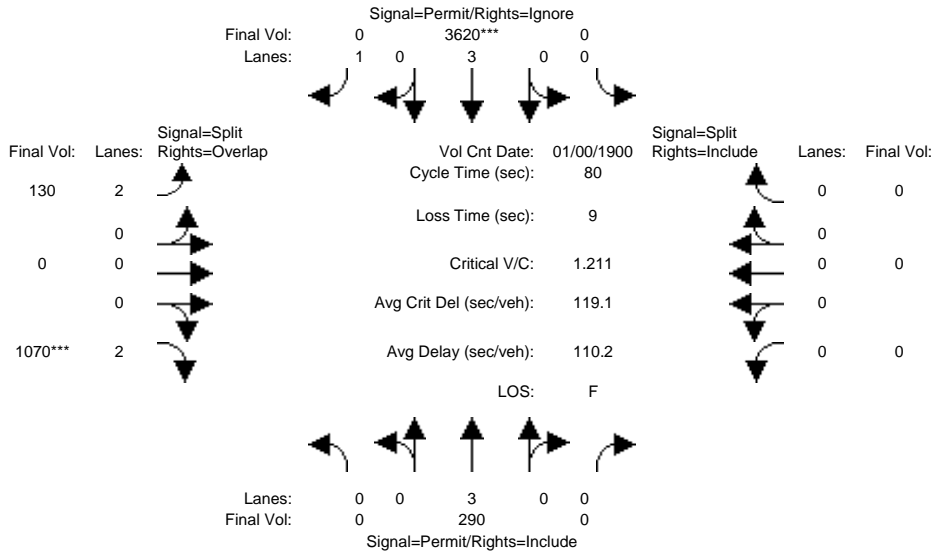 Signal=Permit/Rights=Ignore
Final Vol: 0 3620*** 0
Lanes: 1 0 3 0 0
Signal=Split Signal=Split
Final Vol: Lanes: Rights=Overlap Vol Cnt Date: 01/00/1900 Rights=Include Lanes: Final Vol:
Cycle Time (sec): 80
130 2 0 0
Loss Time (sec): 9
0 0
0 0 Critical V/C: 1.211 0 0
0 Avg Crit Del (sec/veh): 119.1 0
1070*** 2 Avg Delay (sec/veh): 110.2 0 0
LOS: F
Lanes: 0 0 3 0 0
Final Vol: 0 290 0
Signal=Permit/Rights=Include